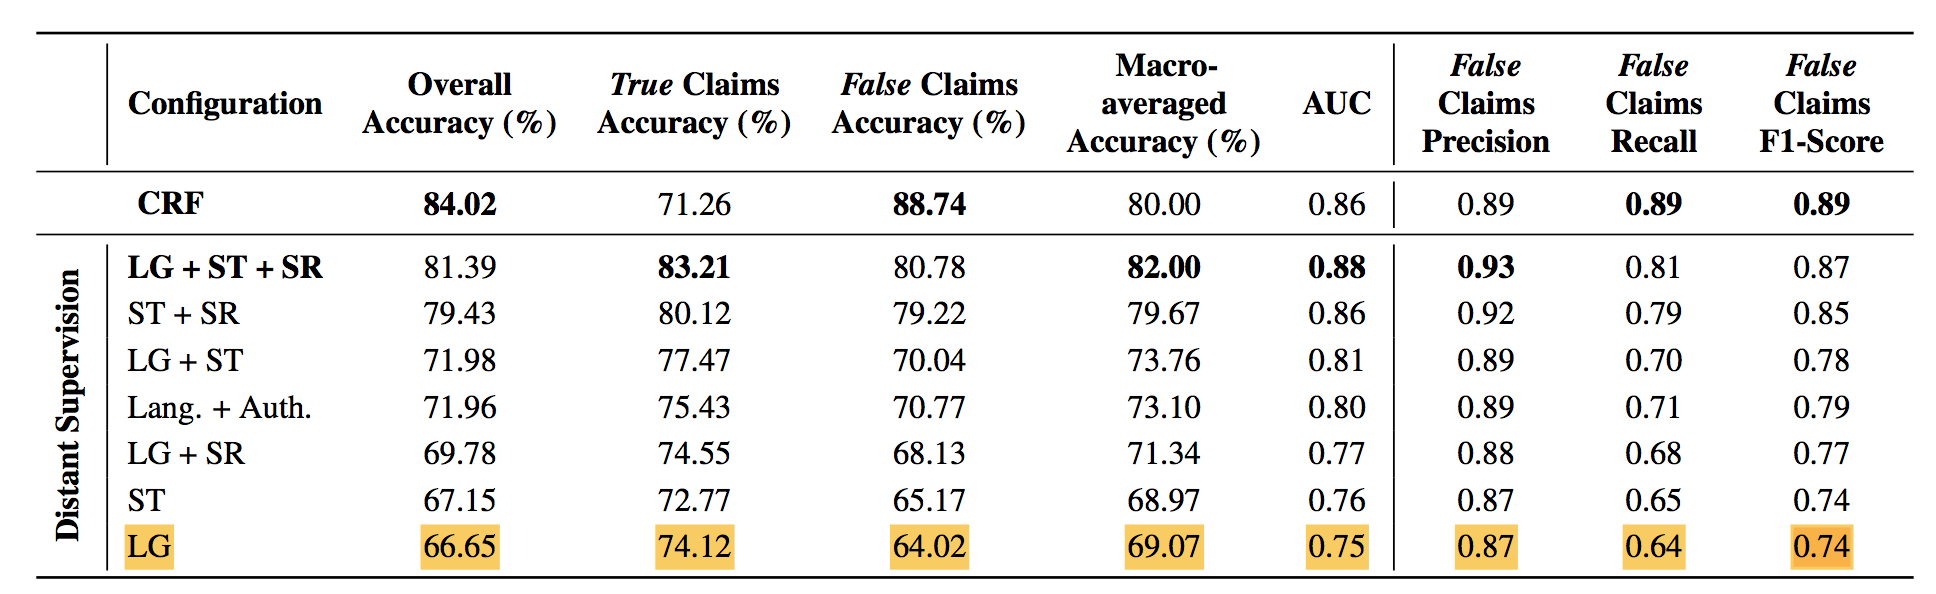 Configuration Overall Accuracy (%) True Claims Accuracy (%) False Claims Accuracy (%) Macro-averaged Accuracy (%) AUC False Claims Precision False Claims Recall False Claims F1-Score
CRF 84.02 71.26 88.74 80.00 0.86 0.89 0.89 0.89
Distant Supervision
LG + ST + SR 81.39 83.21 80.78 82.00 0.88 0.93 0.81 0.87
ST + SR 79.43 80.12 79.22 79.67 0.86 0.92 0.79 0.85
LG + ST 71.98 77.47 70.04 73.76 0.81 0.89 0.70 0.78
Lang. + Auth. 71.96 75.43 70.77 73.10 0.80 0.89 0.71 0.79
LG + SR 69.78 74.55 68.13 71.34 0.77 0.88 0.68 0.77
ST 67.15 72.77 65.17 68.97 0.76 0.87 0.65 0.74
LG 66.65 74.12 64.02 69.07 0.75 0.87 0.64 0.74